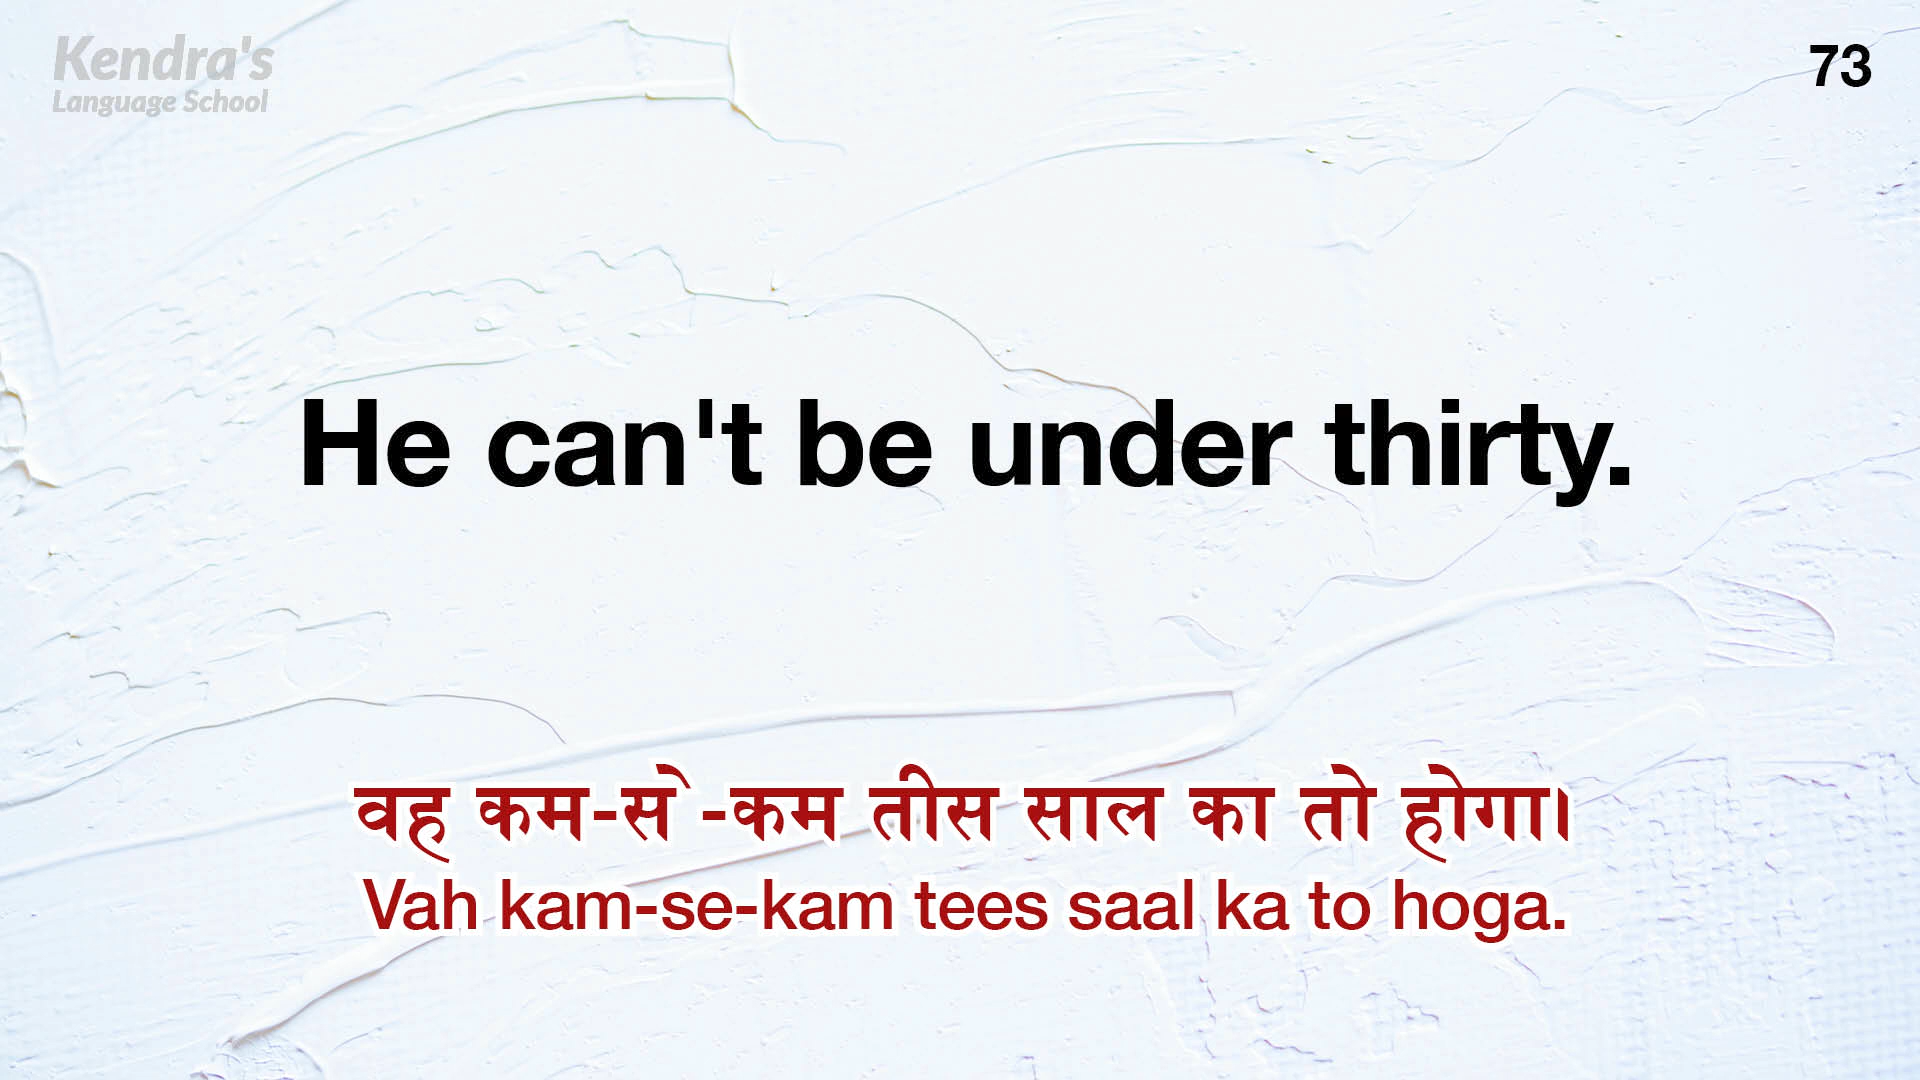 Kendra's
Language School
73
He can't be under thirty.
वह कम-से -कम तीस साल का तो होगा।
Vah kam-se-kam tees saal ka to hoga.